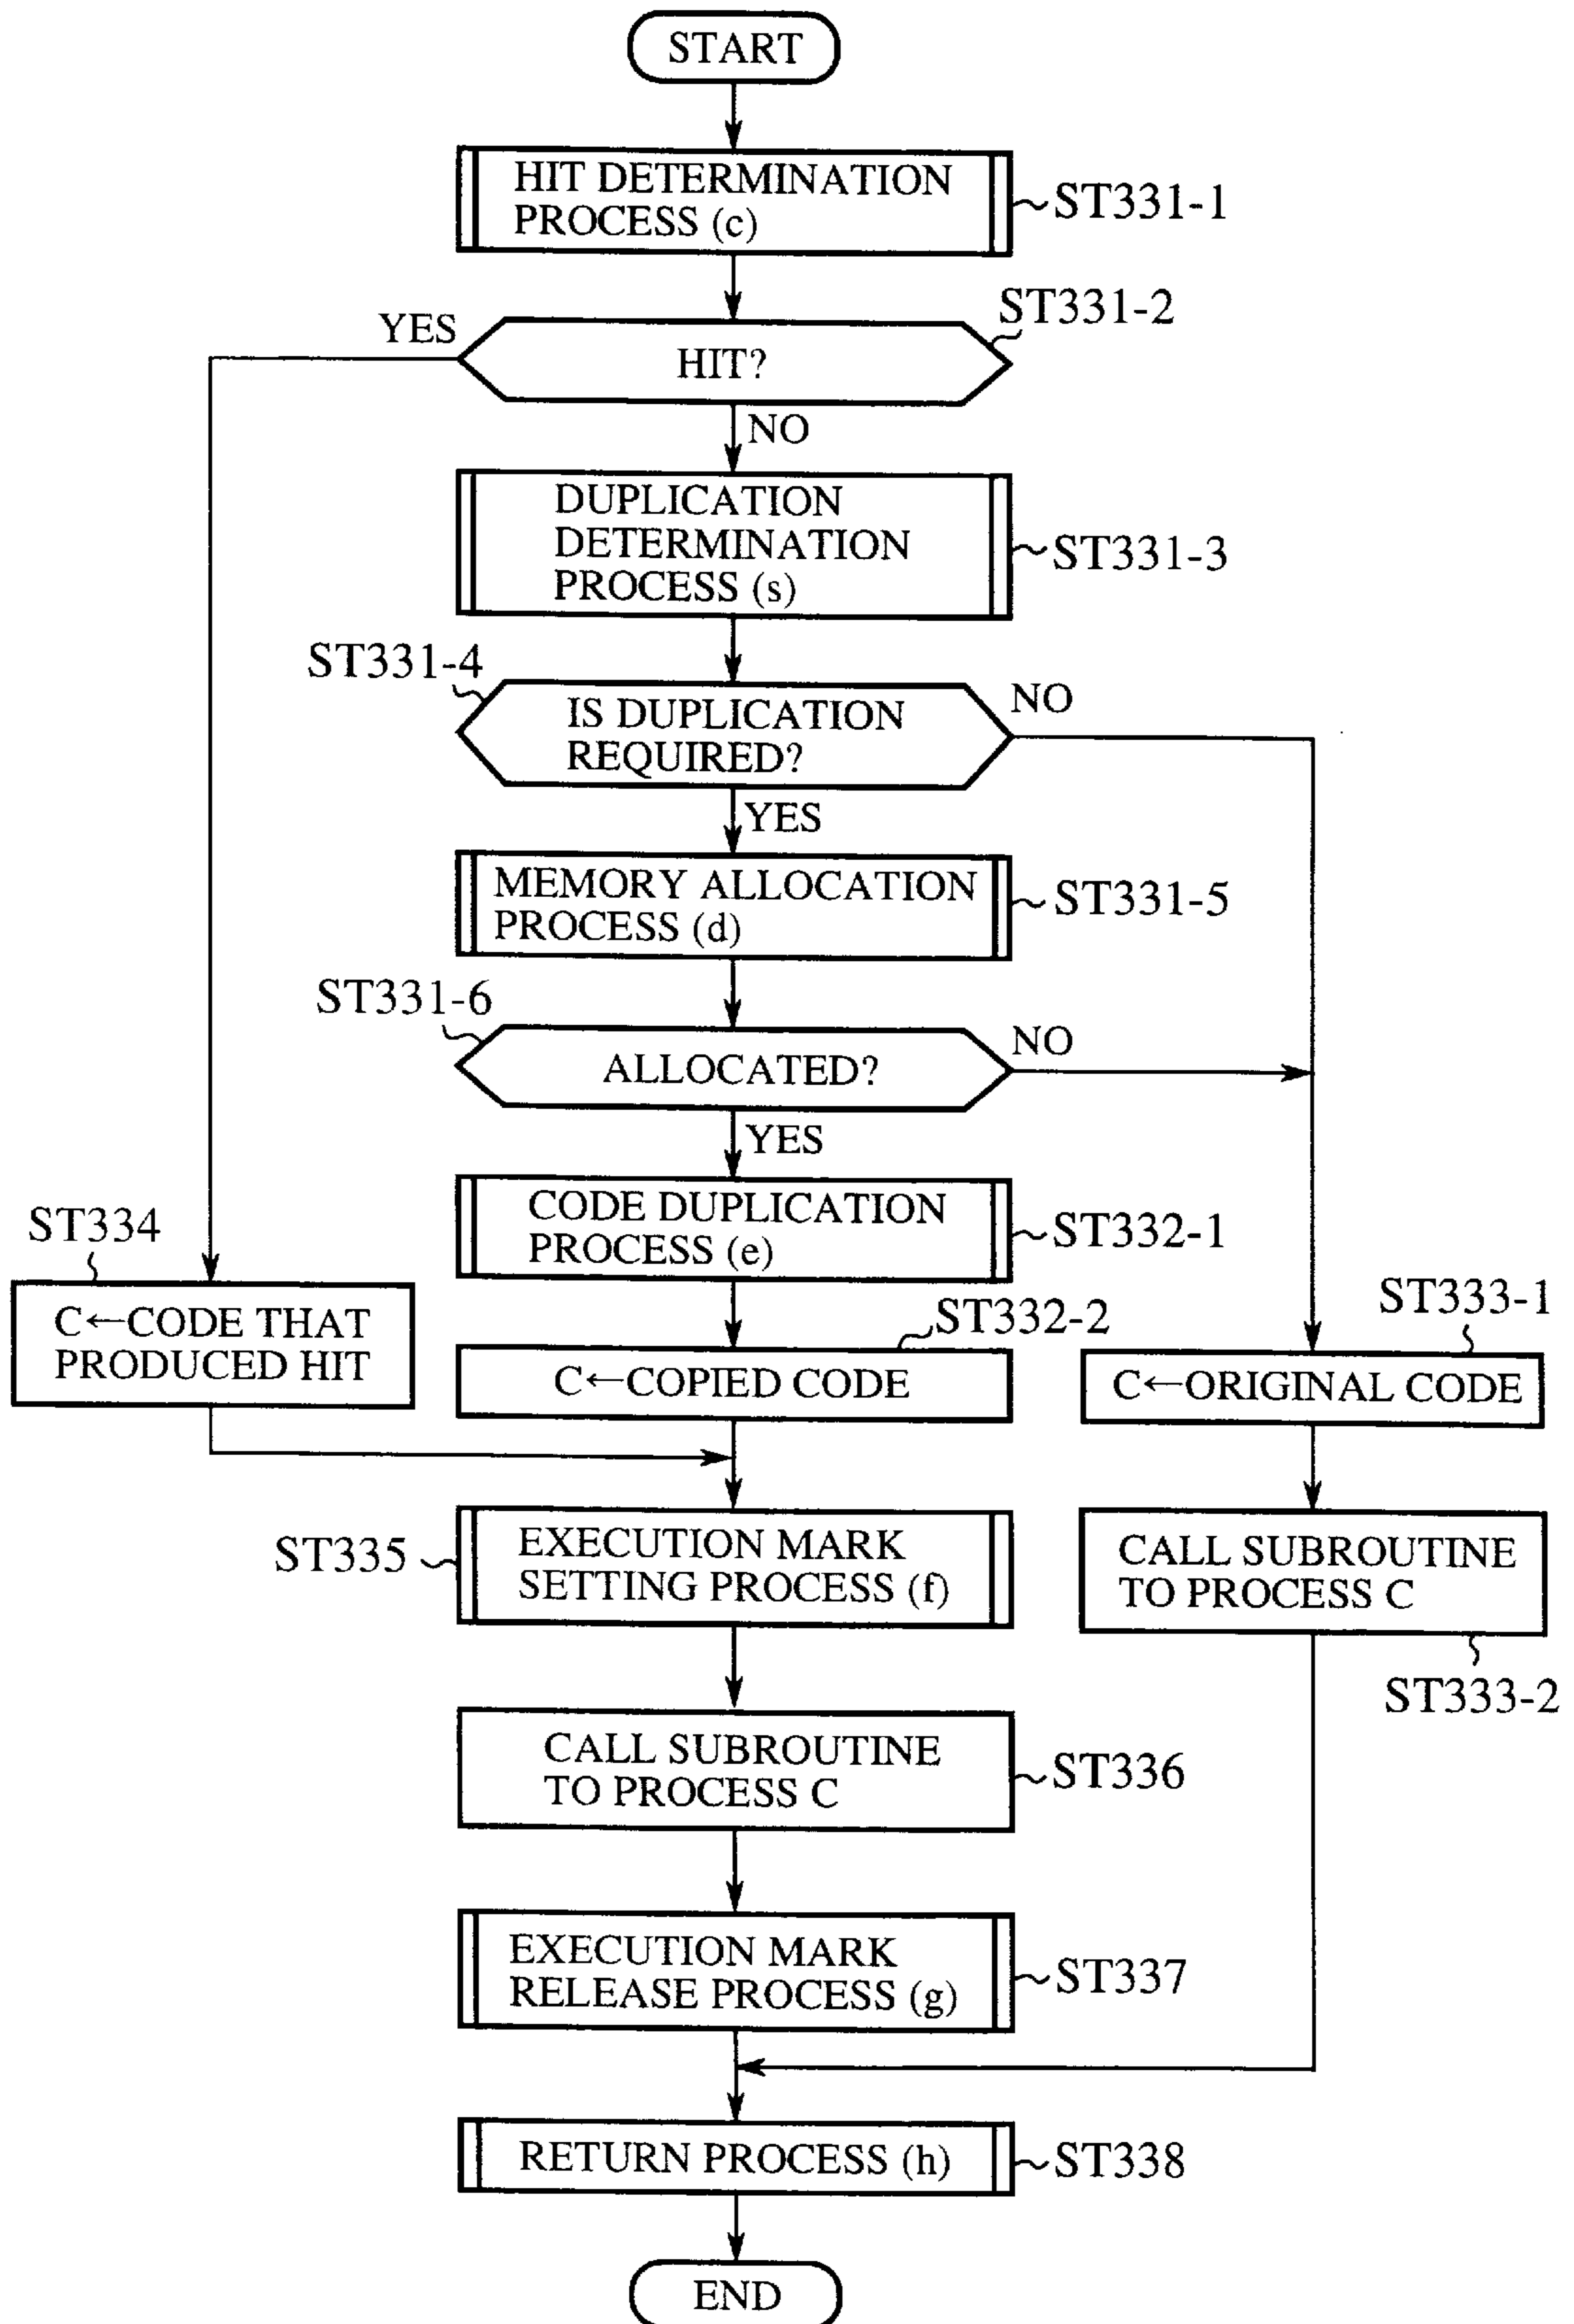 START
HIT DETERMINATION
PROCESS (c)
ST331-1
ST331-2
YES
HIT?
NO
DUPLICATION
DETERMINATION
PROCESS (s)
ST331-3
ST331-4
IS DUPLICATION
REQUIRED?
NO
YES
MEMORY ALLOCATION
PROCESS (d)
ST331-5
ST331-6
ALLOCATED?
NO
YES
CODE DUPLICATION
PROCESS (e)
ST332-1
ST334
C←CODE THAT
PRODUCED HIT
ST332-2
C←COPIED CODE
ST333-1
C←ORIGINAL CODE
ST335
EXECUTION MARK
SETTING PROCESS (f)
CALL SUBROUTINE
TO PROCESS C
ST333-2
CALL SUBROUTINE
TO PROCESS C
ST336
EXECUTION MARK
RELEASE PROCESS (g)
ST337
RETURN PROCESS (h)
ST338
END